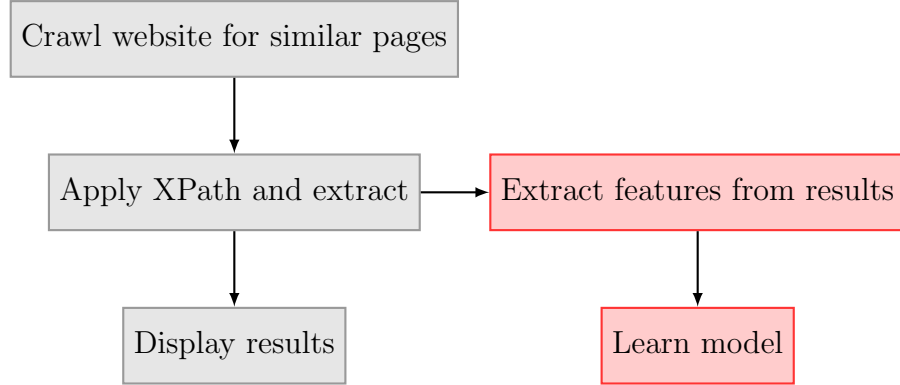 Crawl website for similar pages
Apply XPath and extract
Extract features from results
Display results
Learn model